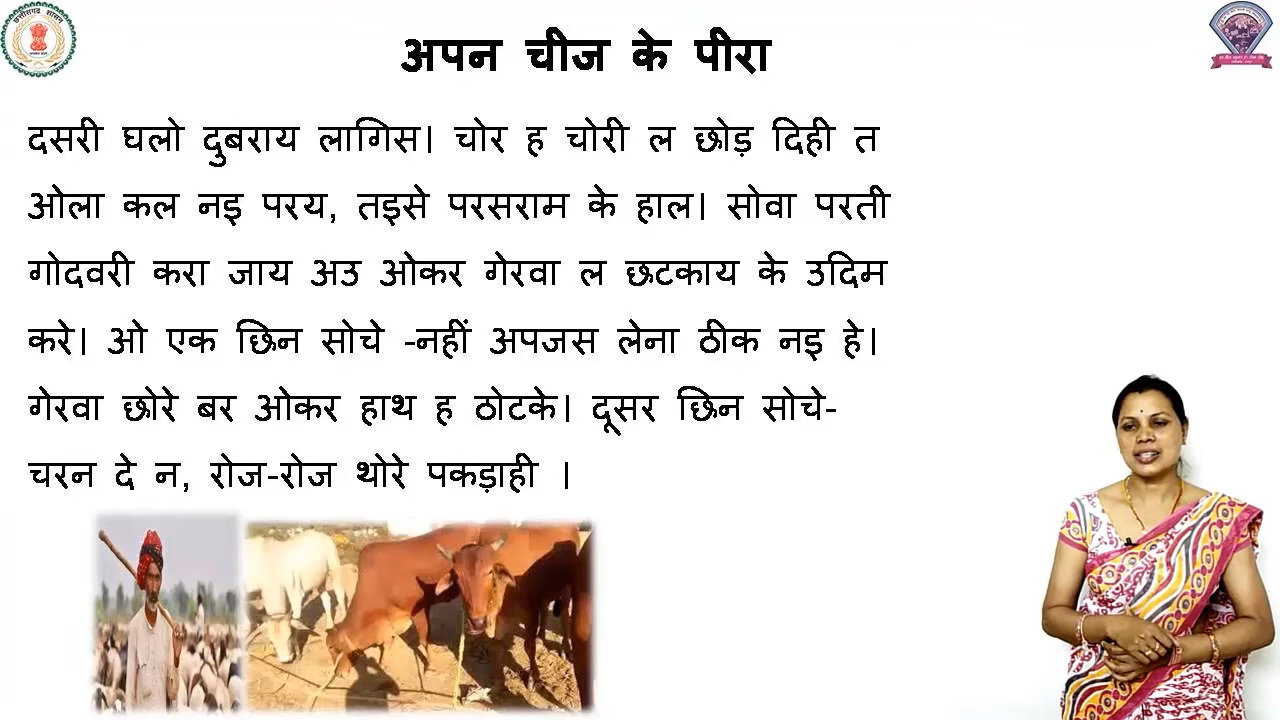 अपन चीज के पीरा
दसरी घलो दुबराय लागिस। चोर ह चोरी ल छोड़ दिही त
ओला कल नइ परय, तइसे परसराम के हाल। सोवा परती
गोदवरी करा जाय अउ ओकर गेरवा ल छटकाय के उदिम
करे। ओ एक छिन सोचे -नहीं अपजस लेना ठीक नइ हे।
गेरवा छोरे बर ओकर हाथ ह ठोटके। दूसर छिन सोचे-
चरन दे न, रोज-रोज थोरे पकड़ाही ।